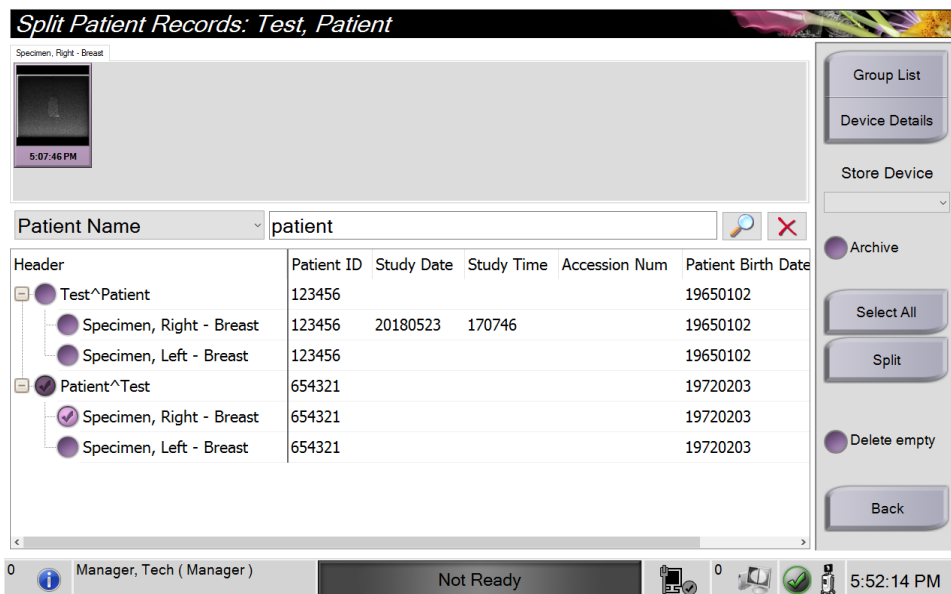 Split Patient Records: Test, Patient
Specimen, Right - Breast
5:07:46 PM
Group List
Device Details
Store Device
Archive
Select All
Split
Delete empty
Back
Patient Name patient
Header Patient ID Study Date Study Time Accession Num Patient Birth Date
Test^Patient 123456 19650102
Specimen, Right - Breast 123456 20180523 170746 19650102
Specimen, Left - Breast 123456 19650102
Patient^Test 654321 19720203
Specimen, Right - Breast 654321 19720203
Specimen, Left - Breast 654321 19720203
0 Manager, Tech ( Manager ) Not Ready 0 5:52:14 PM